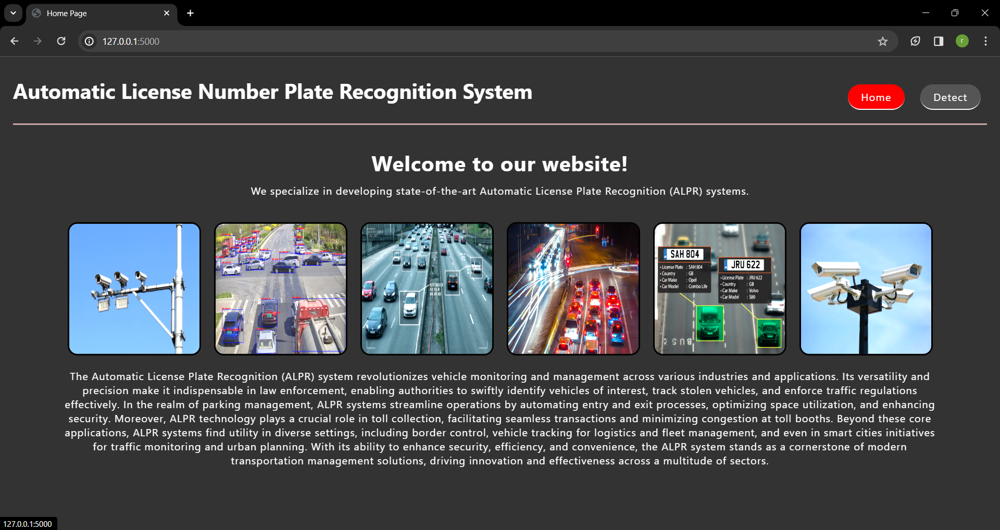 Home Page
127.0.0.1:5000
r
Automatic License Number Plate Recognition System
Home
Detect
Welcome to our website!
We specialize in developing state-of-the-art Automatic License Plate Recognition (ALPR) systems.
SAH 804
• License Plate : SAH 804
• Country : GB
• Car Make : Opel
• Car Model : Combo Life
JRU 622
• License Plate : JRU 622
• Country : GB
• Car Make : Volvo
• Car Model : S80
The Automatic License Plate Recognition (ALPR) system revolutionizes vehicle monitoring and management across various industries and applications. Its versatility and
precision make it indispensable in law enforcement, enabling authorities to swiftly identify vehicles of interest, track stolen vehicles, and enforce traffic regulations
effectively. In the realm of parking management, ALPR systems streamline operations by automating entry and exit processes, optimizing space utilization, and enhancing
security. Moreover, ALPR technology plays a crucial role in toll collection, facilitating seamless transactions and minimizing congestion at toll booths. Beyond these core
applications, ALPR systems find utility in diverse settings, including border control, vehicle tracking for logistics and fleet management, and even in smart cities initiatives
for traffic monitoring and urban planning. With its ability to enhance security, efficiency, and convenience, the ALPR system stands as a cornerstone of modern
transportation management solutions, driving innovation and effectiveness across a multitude of sectors.
127.0.0.1:5000